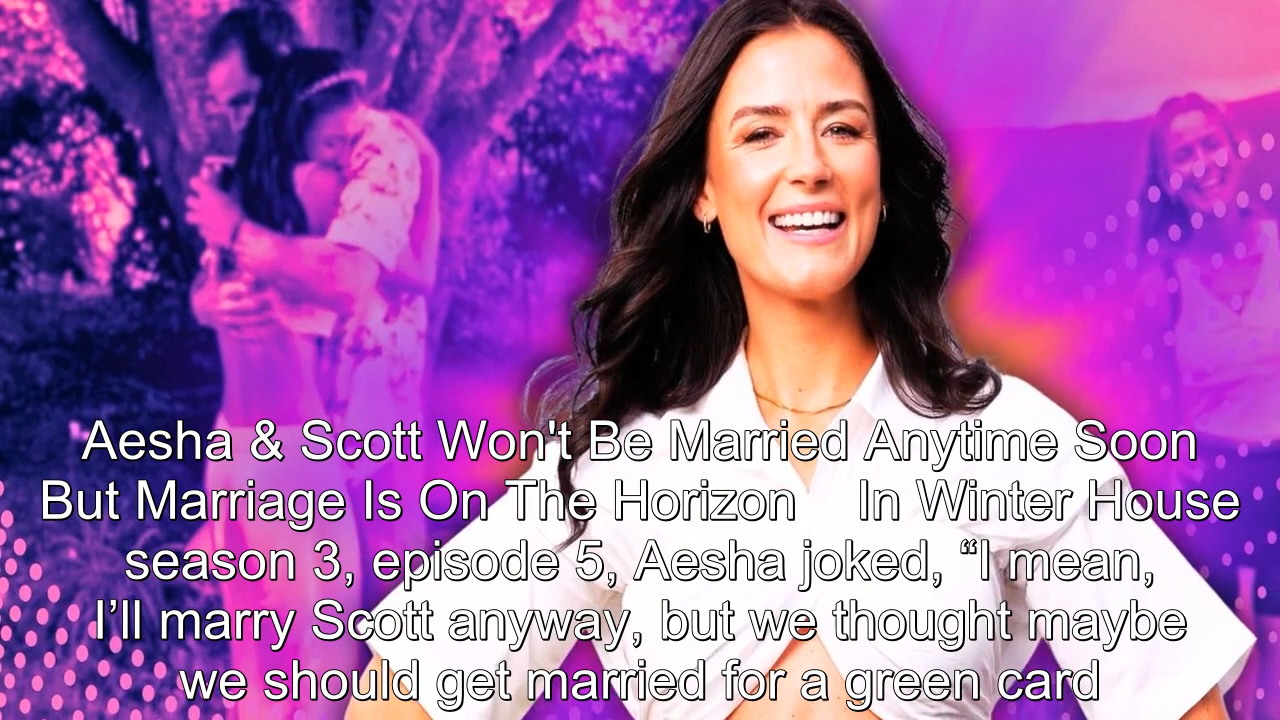 Aesha & Scott Won't Be Married Anytime Soon
But Marriage Is On The Horizon    In Winter House
season 3, episode 5, Aesha joked, “I mean,
I’ll marry Scott anyway, but we thought maybe
we should get married for a green card